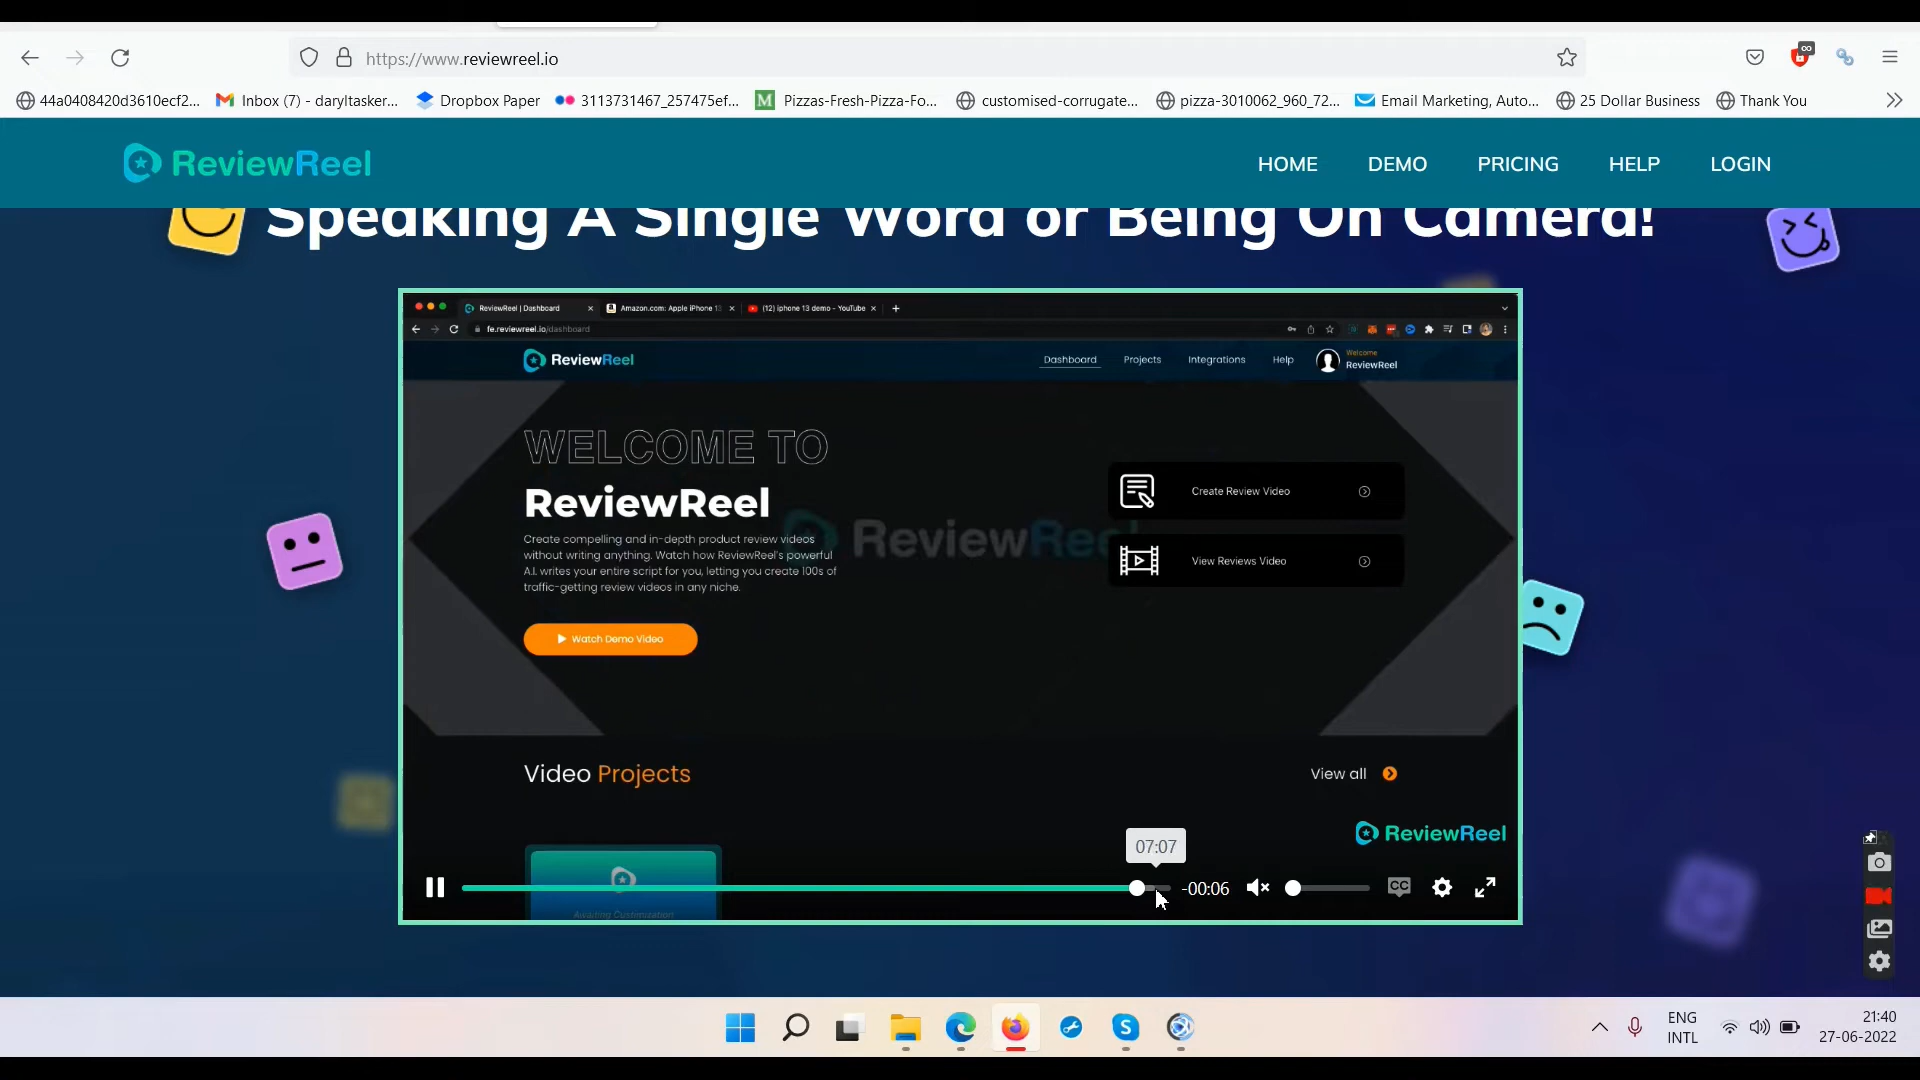 https://www.reviewreel.io
44a0408420d3610ecf2...
Inbox (7) - daryltasker...
Dropbox Paper
3113731467_257475ef...
Pizzas-Fresh-Pizza-Fo...
customised-corrugate...
pizza-3010062_960_72...
Email Marketing, Auto...
25 Dollar Business
Thank You
ReviewReel
HOME
DEMO
PRICING
HELP
LOGIN
Speaking A Single Word or Being On Camera!
ReviewReel | Dashboard
Amazon.com: Apple iPhone 13
(12) iphone 13 demo - YouTube
fe.reviewreel.io/dashboard
ReviewReel
Dashboard
Projects
Integrations
Help
Welcome
ReviewReel
WELCOME TO
ReviewReel
Create compelling and in-depth product review videos
without writing anything. Watch how ReviewReel's powerful
A.I. writes your entire script for you, letting you create 100s of
traffic-getting review videos in any niche.
Watch Demo Video
ReviewReel
Create Review Video
View Reviews Video
Video Projects
View all
ReviewReel
Awaiting Customization
07:07
-00:06
CC
ENG
INTL
21:40
27-06-2022